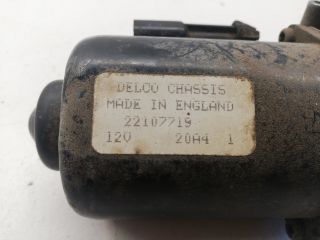 DELCO CHASSIS
MADE IN ENGLAND
22107719
12V 20A4 1